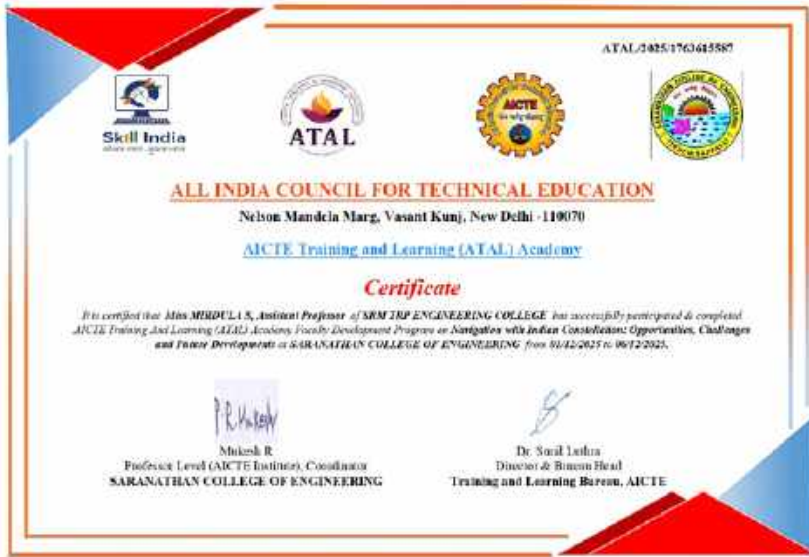 ATAL/2025/1763615587
Skill India
ATAL
AICTE
ALL INDIA COUNCIL FOR TECHNICAL EDUCATION
Nelson Mandela Marg, Vasant Kunj, New Delhi -110070
AICTE Training and Learning (ATAL) Academy
Certificate
It is certified that Miss MIRDULA S, Assistant Professor of SRM TRP ENGINEERING COLLEGE has successfully participated & completed
AICTE Training And Learning (ATAL) Academy Faculty Development Program on Navigation with Indian Constellation: Opportunities, Challenges
and Future Developments at SARANATHAN COLLEGE OF ENGINEERING from 01/12/2025 to 06/12/2025.
P.R.Mukesh
Mukesh R
Professor Level (AICTE Institute), Coordinator
SARANATHAN COLLEGE OF ENGINEERING
Dr. Sunil Luthra
Director & Bureau Head
Training and Learning Bureau, AICTE